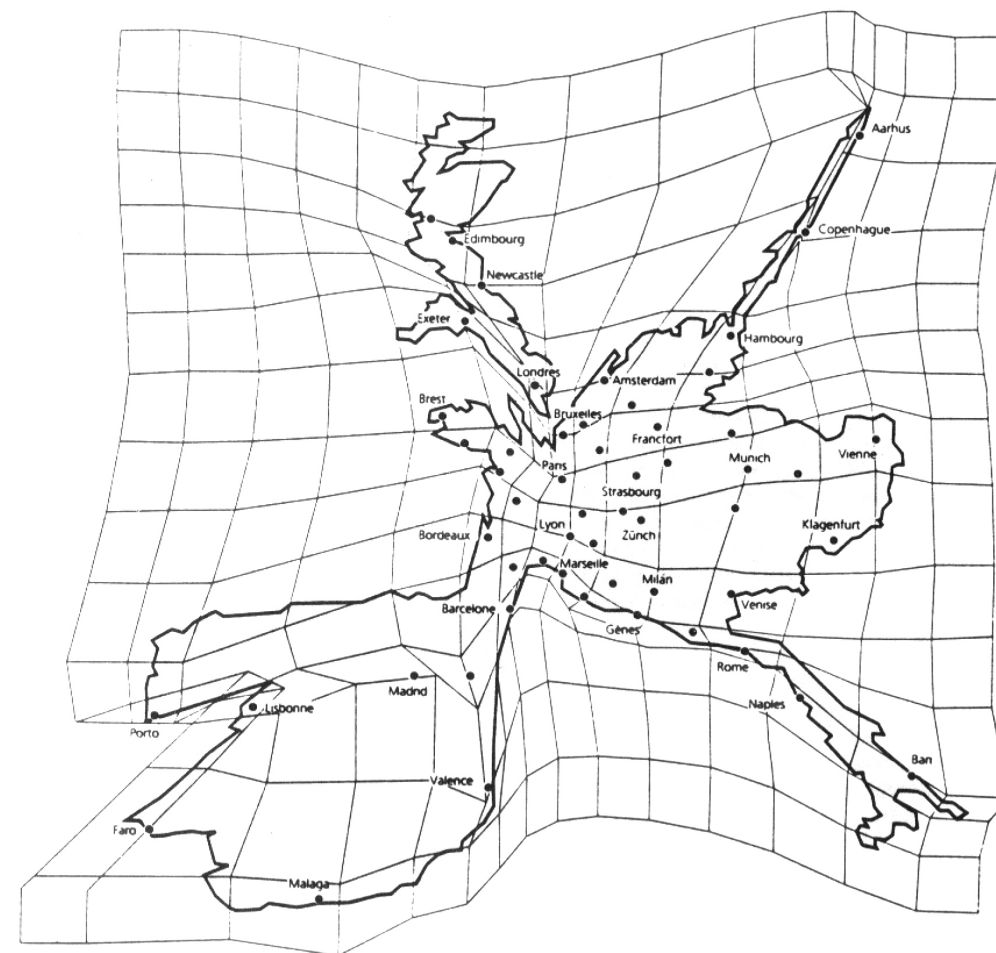 Aarhus
Copenhague
Edimbourg
Newcastle
Exeter
Hambourg
Londres
Amsterdam
Brest
Bruxelles
Francfort
Vienne
Paris
Munich
Strasbourg
Lyon
Zürich
Klagenfurt
Bordeaux
Marseille
Milan
Barcelone
Venise
Gênes
Rome
Madrid
Lisbonne
Naples
Porto
Bari
Valence
Faro
Malaga